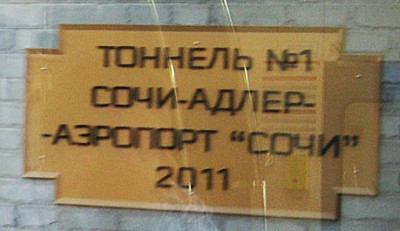 ТОННЕЛЬ №1
СОЧИ-АДЛЕР-
-АЭРОПОРТ “СОЧИ”
2011